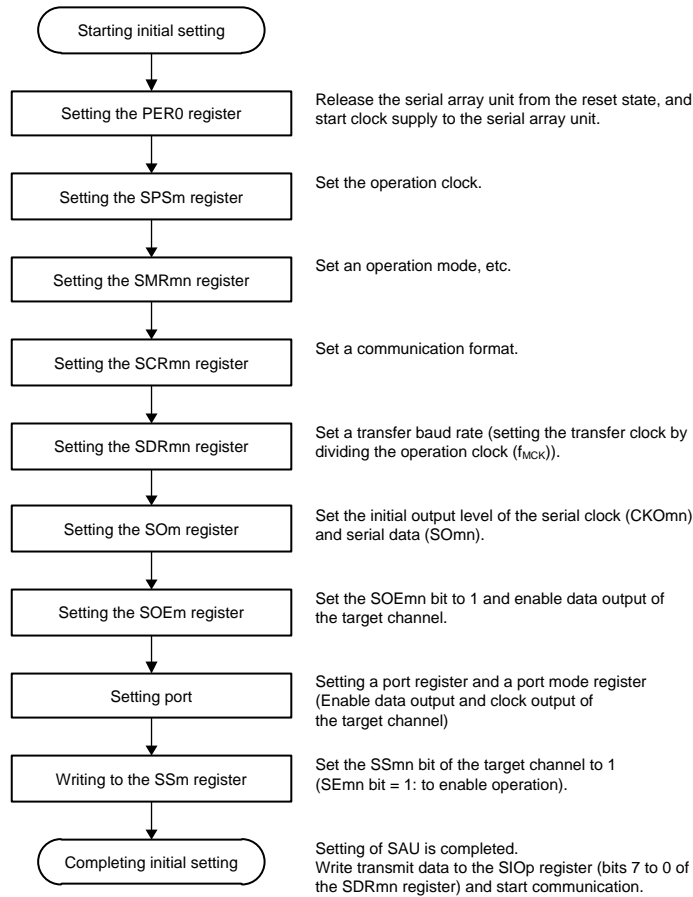 Starting initial setting
Setting the PER0 register
Release the serial array unit from the reset state, and
start clock supply to the serial array unit.
Setting the SPSm register
Set the operation clock.
Setting the SMRmn register
Set an operation mode, etc.
Setting the SCRmn register
Set a communication format.
Setting the SDRmn register
Set a transfer baud rate (setting the transfer clock by
dividing the operation clock (fMCK)).
Setting the SOm register
Set the initial output level of the serial clock (CKOmn)
and serial data (SOmn).
Setting the SOEm register
Set the SOEmn bit to 1 and enable data output of
the target channel.
Setting port
Setting a port register and a port mode register
(Enable data output and clock output of
the target channel)
Writing to the SSm register
Set the SSmn bit of the target channel to 1
(SEmn bit = 1: to enable operation).
Completing initial setting
Setting of SAU is completed.
Write transmit data to the SIOp register (bits 7 to 0 of
the SDRmn register) and start communication.